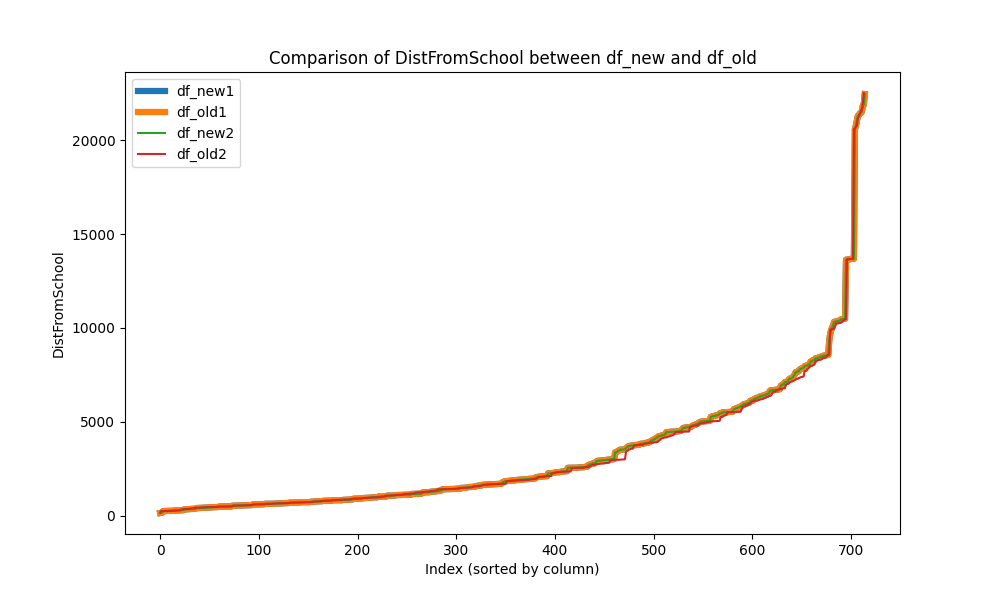 Comparison of DistFromSchool between df_new and df_old
df_new1
df_old1
df_new2
df_old2
20000
15000
10000
5000
0
DistFromSchool
0 100 200 300 400 500 600 700
Index (sorted by column)